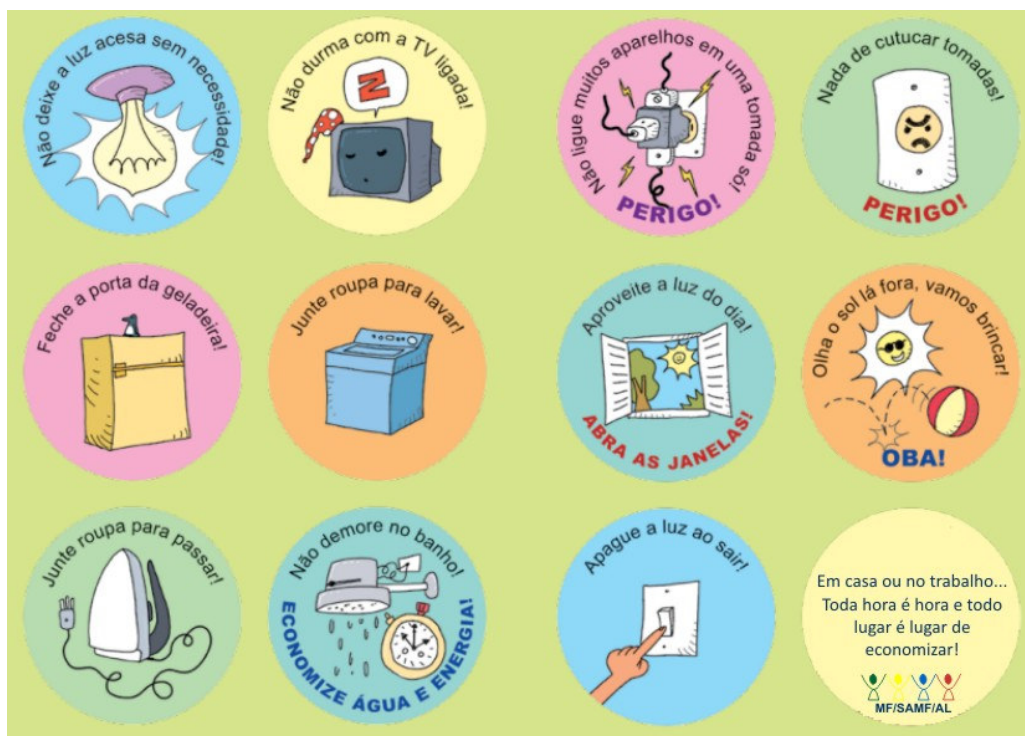 Não deixe a luz acesa sem necessidade!
Não durma com a TV ligada!
Z
Não ligue muitos aparelhos em uma tomada só!
PERIGO!
Nada de cutucar tomadas!
PERIGO!
Feche a porta da geladeira!
Junte roupa para lavar!
Aproveite a luz do dia!
ABRA AS JANELAS!
Olha o sol lá fora, vamos brincar!
OBA!
Junte roupa para passar!
Não demore no banho!
ECONOMIZE ÁGUA E ENERGIA!
Apague a luz ao sair!
Em casa ou no trabalho...
Toda hora é hora e todo
lugar é lugar de
economizar!
MF/SAMF/AL